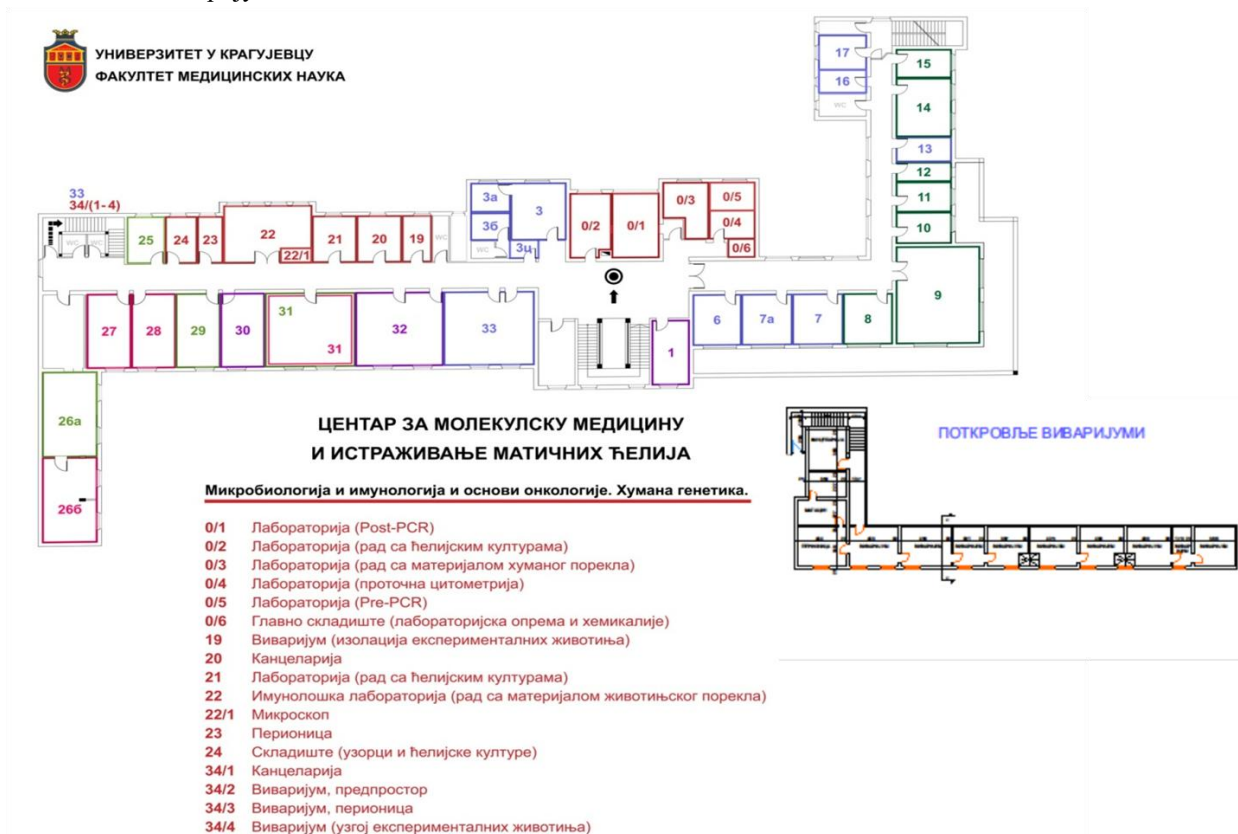 УНИВЕРЗИТЕТ У КРАГУЈЕВЦУ
ФАКУЛТЕТ МЕДИЦИНСКИХ НАУКА
17
16
WC
15
14
13
12
11
10
9
33
34/(1-4)
WC
WC
25
24
23
22
22/1
21
20
19
WC
3а
3б
WC
3
3ц
0/2
0/1
0/3
0/5
0/4
0/6
27
28
29
30
31
31
32
33
1
6
7а
7
8
26а
26б
ЦЕНТАР ЗА МОЛЕКУЛСКУ МЕДИЦИНУ
И ИСТРАЖИВАЊЕ МАТИЧНИХ ЋЕЛИЈА
ПОТКРОВЉЕ ВИВАРИЈУМИ
Микробиологија и имунологија и основи онкологије. Хумана генетика.
0/1 Лабораторија (Post-PCR)
0/2 Лабораторија (рад са ћелијским културама)
0/3 Лабораторија (рад са материјалом хуманог порекла)
0/4 Лабораторија (проточна цитометрија)
0/5 Лабораторија (Pre-PCR)
0/6 Главно складиште (лабораторијска опрема и хемикалије)
19 Виваријум (изолација експерименталних животиња)
20 Канцеларија
21 Лабораторија (рад са ћелијским културама)
22 Имунолошка лабораторија (рад са материјалом животињског порекла)
22/1 Микроскоп
23 Перионица
24 Складиште (узорци и ћелијске културе)
34/1 Канцеларија
34/2 Виваријум, предпростор
34/3 Виваријум, перионица
34/4 Виваријум (узгој експерименталних животиња)